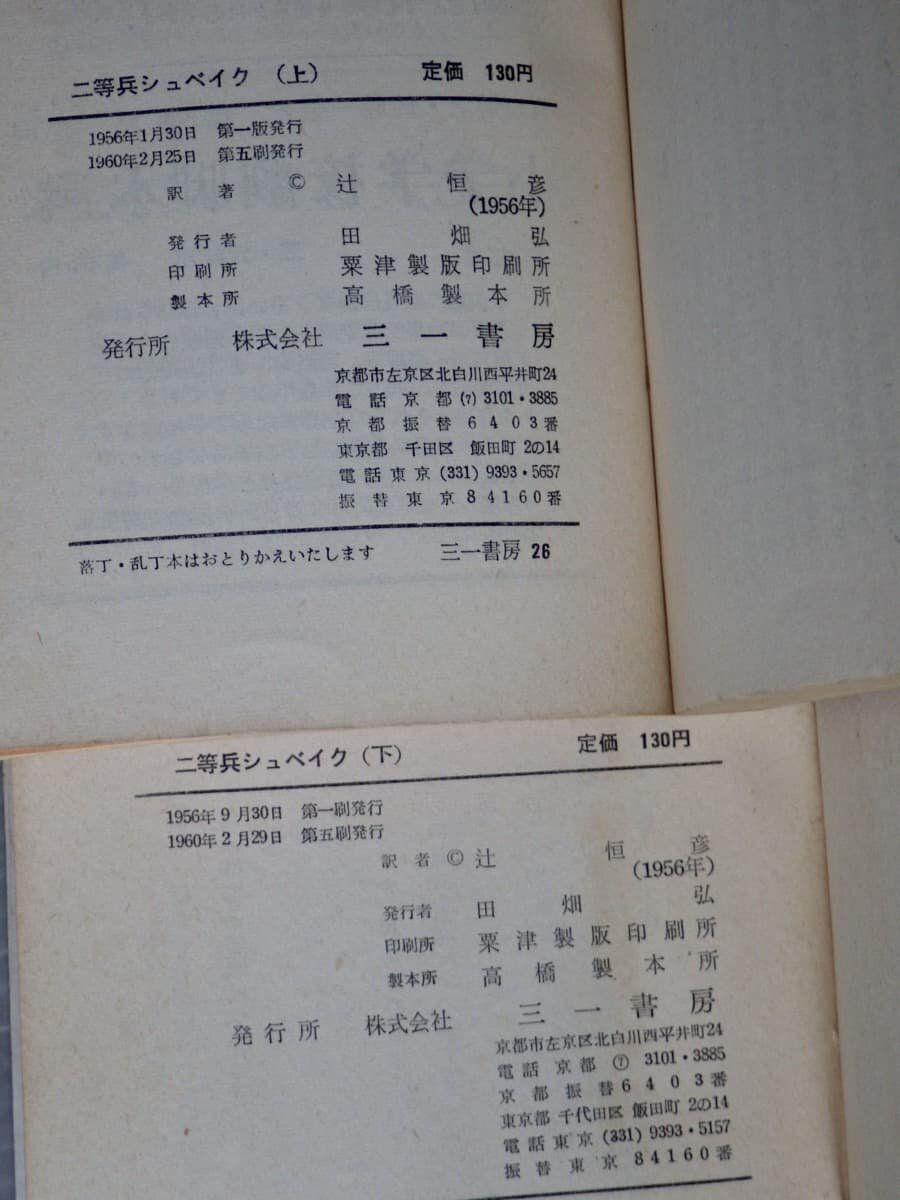 二等兵シュベイク （上） 定価 130円
1956年1月30日 第一版発行
1960年2月25日 第五刷発行
訳著 © 辻恒彦
(1956年)
発行者 田畑弘
印刷所 粟津製版印刷所
製本所 高橋製本所
発行所 株式会社 三一書房
京都市左京区北白川西平井町24
電話京都 (7) 3101・3885
京都振替6403番
東京都 千田区 飯田町 2の14
電話東京 (331) 9393・5657
振替東京84160番
落丁・乱丁本はおとりかえいたします 三一書房 26
二等兵シュベイク（下） 定価 130円
1956年9月30日 第一刷発行
1960年2月29日 第五刷発行
訳者 © 辻恒彦
(1956年)
発行者 田畑弘
印刷所 粟津製版印刷所
製本所 高橋製本所
発行所 株式会社 三一書房
京都市左京区北白川西平井町24
電話 京都 ⑦ 3101・3885
京都振替6403番
東京都 千代田区 飯田町 2の14
電話東京 (331) 9393・5157
振替東京84160番